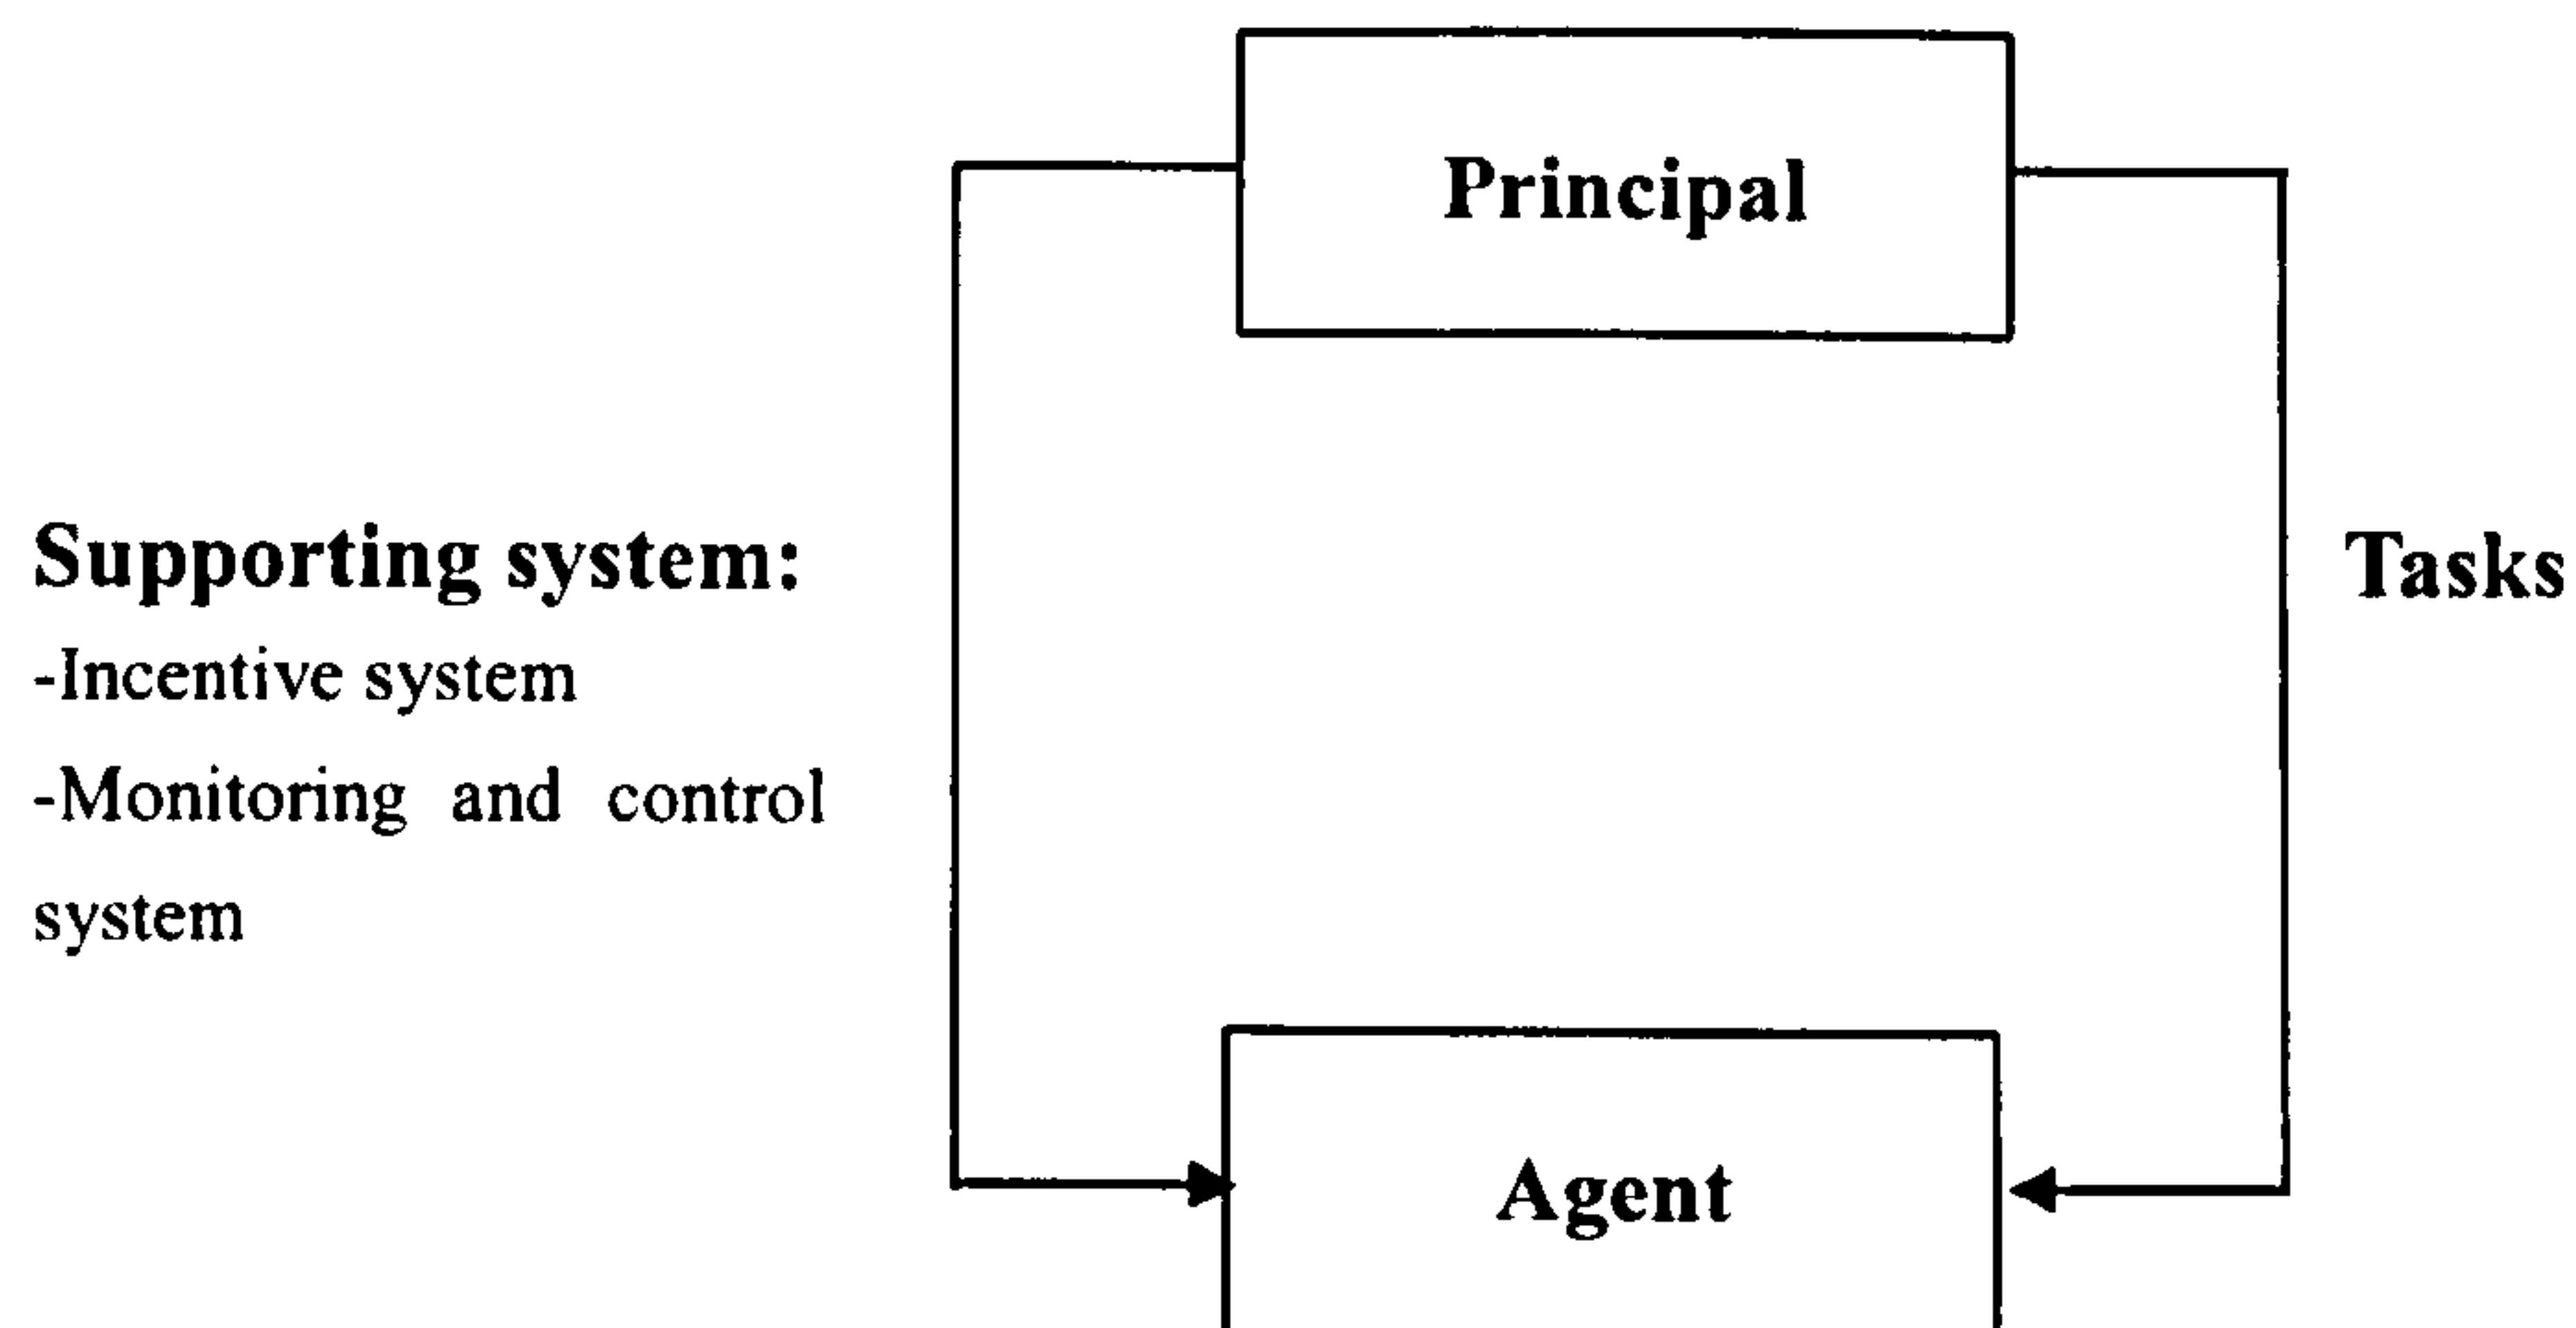 Principal
Supporting system:
-Incentive system
-Monitoring and control
system
Tasks
Agent